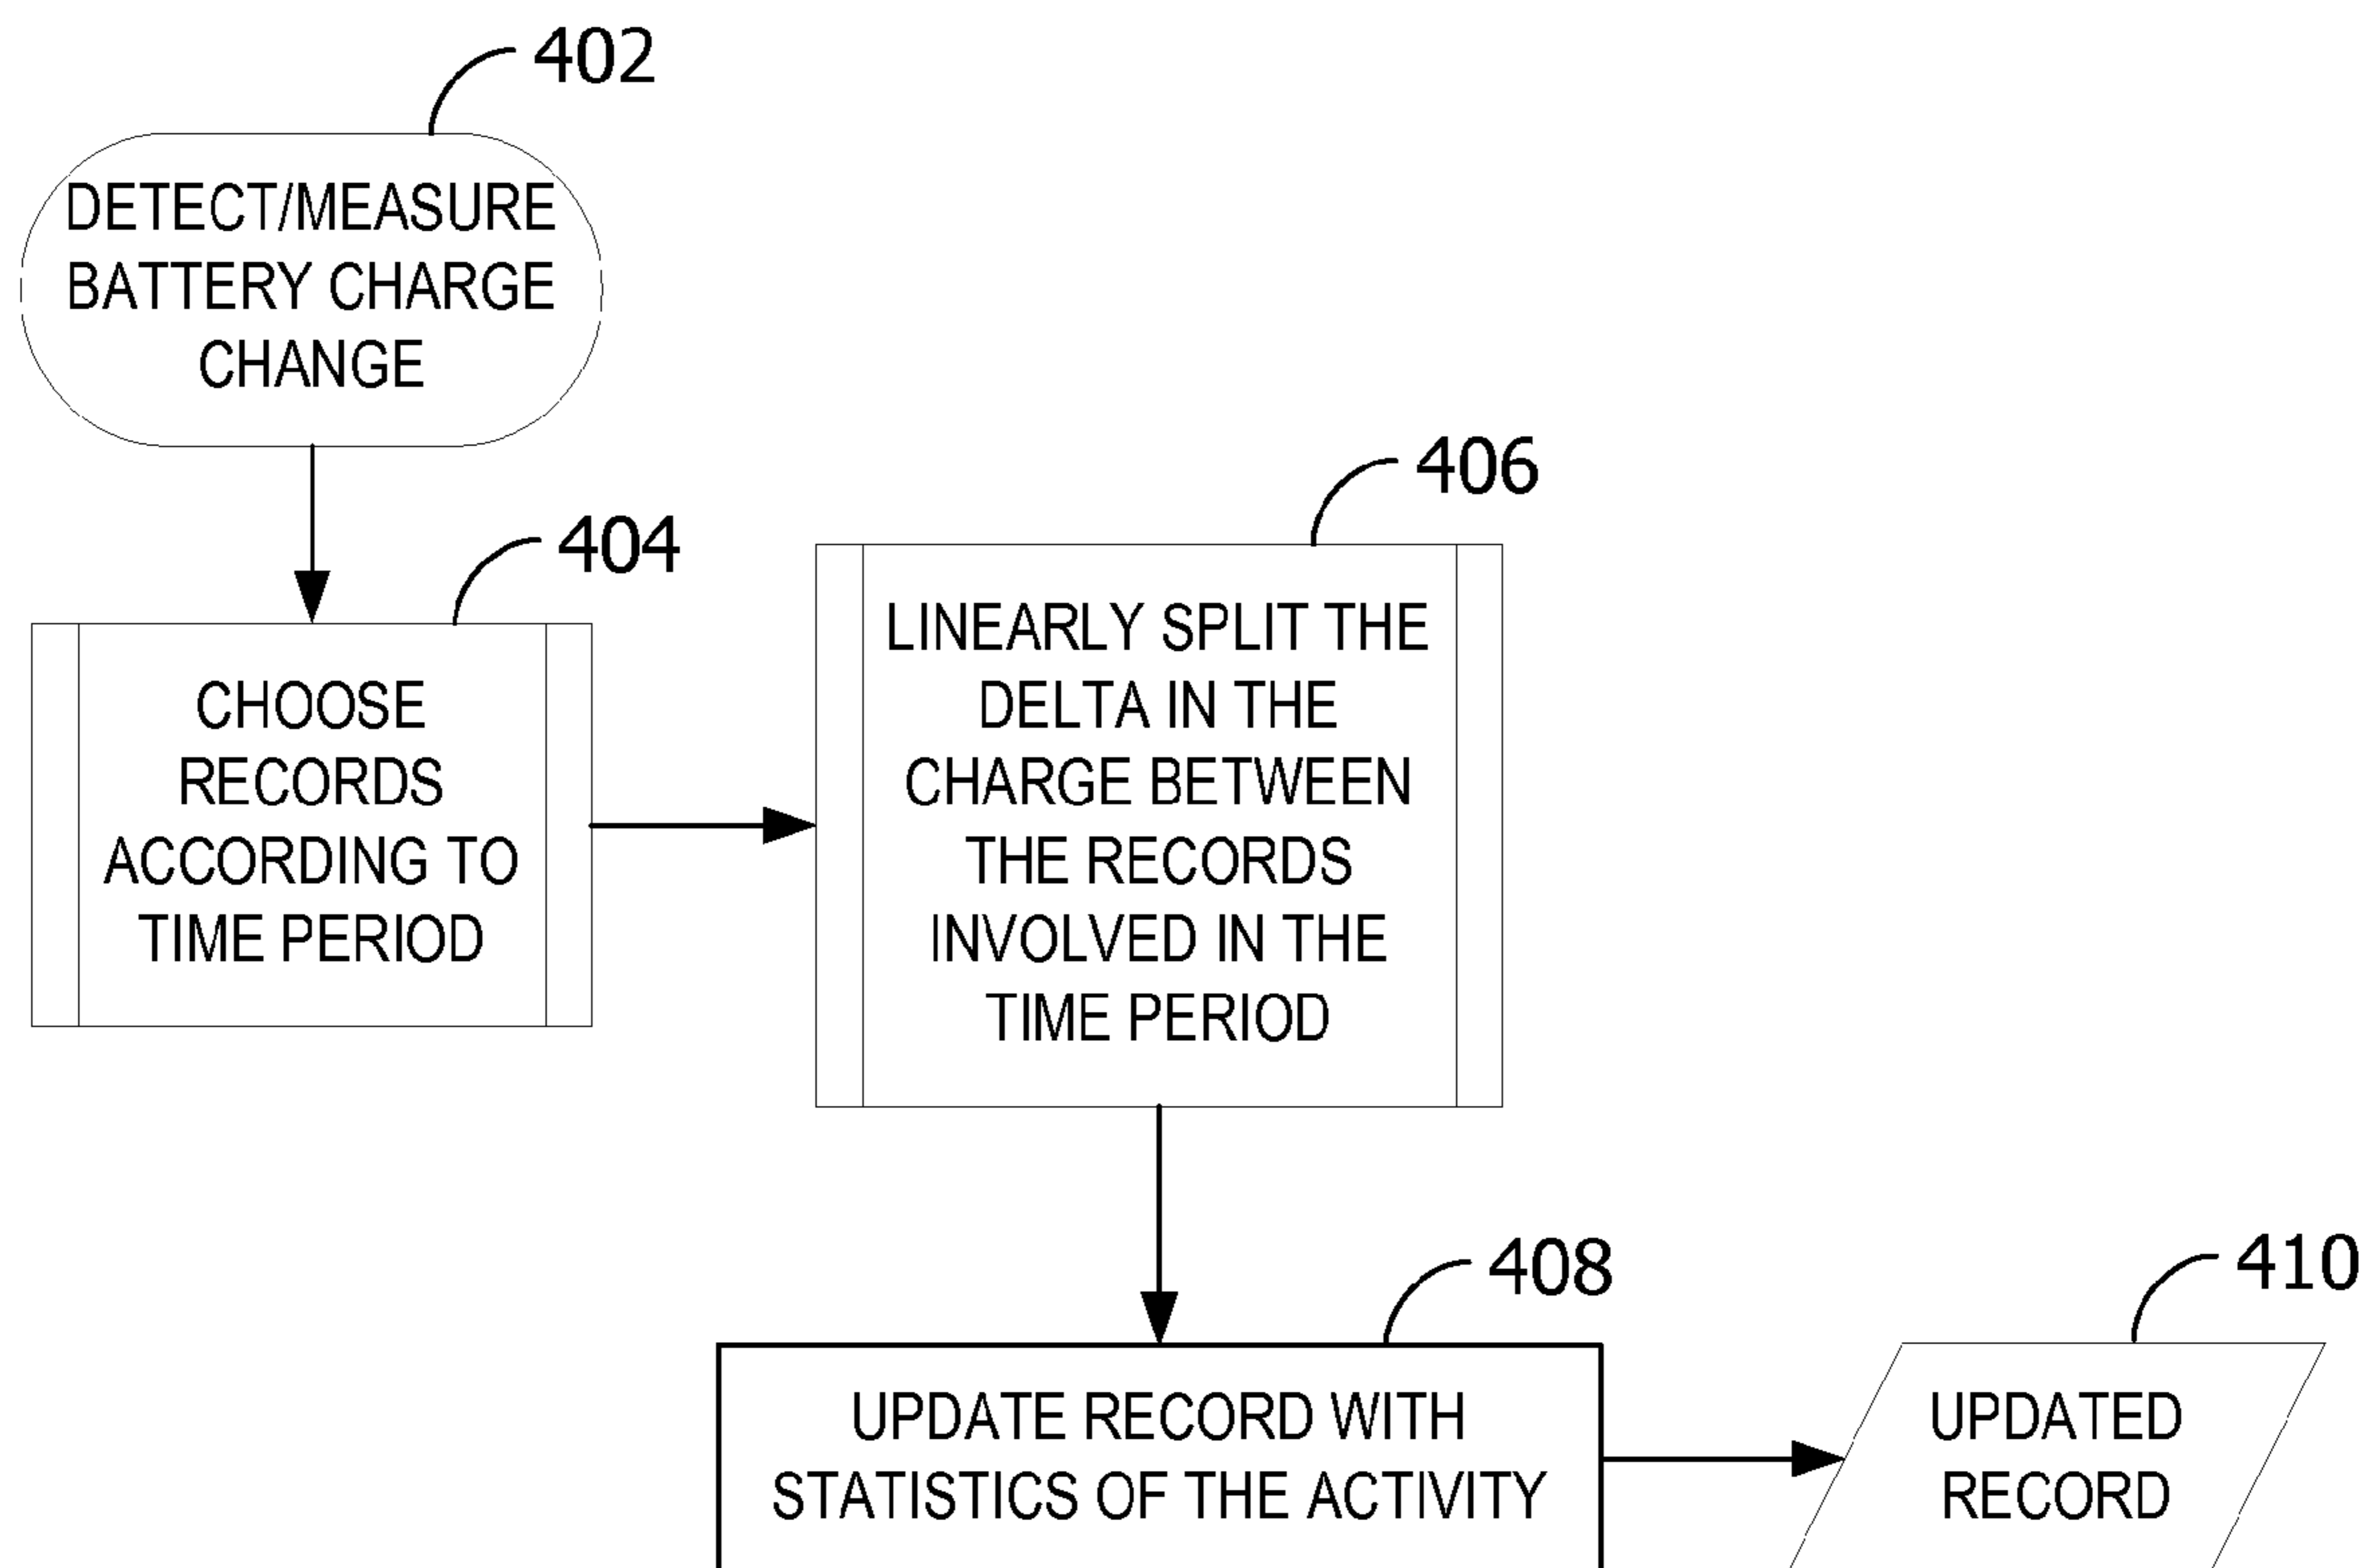 402
DETECT/MEASURE
BATTERY CHARGE
CHANGE
404
CHOOSE
RECORDS
ACCORDING TO
TIME PERIOD
406
LINEARLY SPLIT THE
DELTA IN THE
CHARGE BETWEEN
THE RECORDS
INVOLVED IN THE
TIME PERIOD
408
UPDATE RECORD WITH
STATISTICS OF THE ACTIVITY
410
UPDATED
RECORD